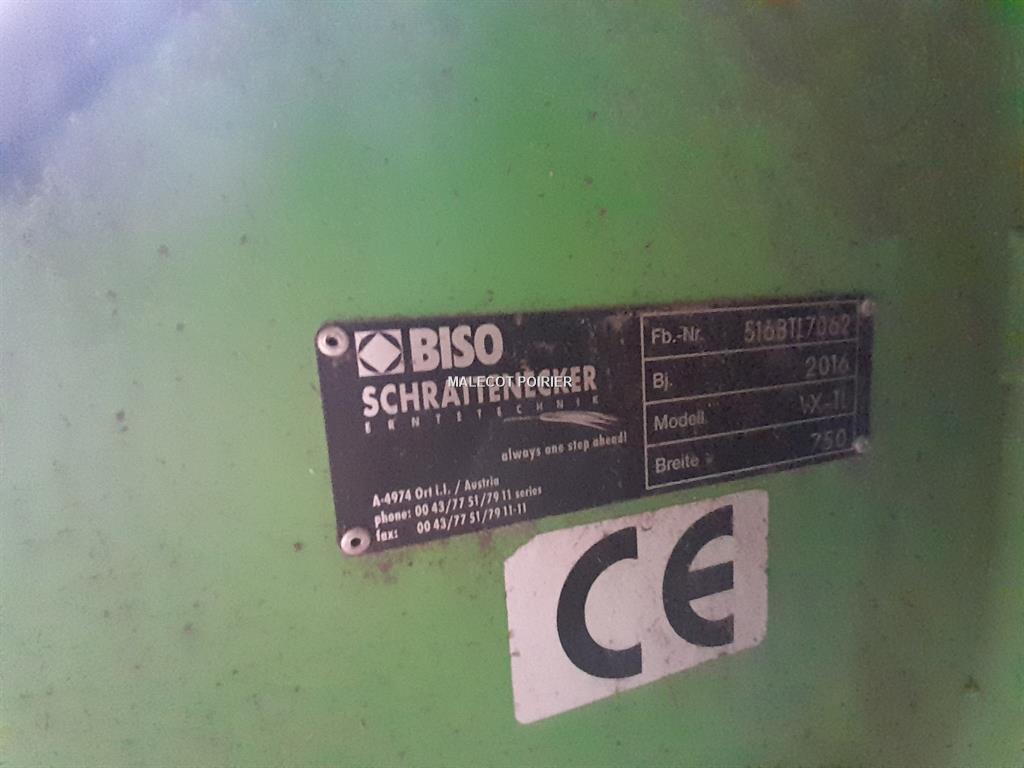 BISO
SCHRATTENECKER
ERNTETECHNIK
always one step ahead!
A-4974 Ort i.I. / Austria
phone: 00 43/77 51/79 11 series
fax: 00 43/77 51/79 11-11
Fb.-Nr. 516BTL7062
Bj. 2016
Modell VX-II
Breite 750
MALECOT POIRIER
CE